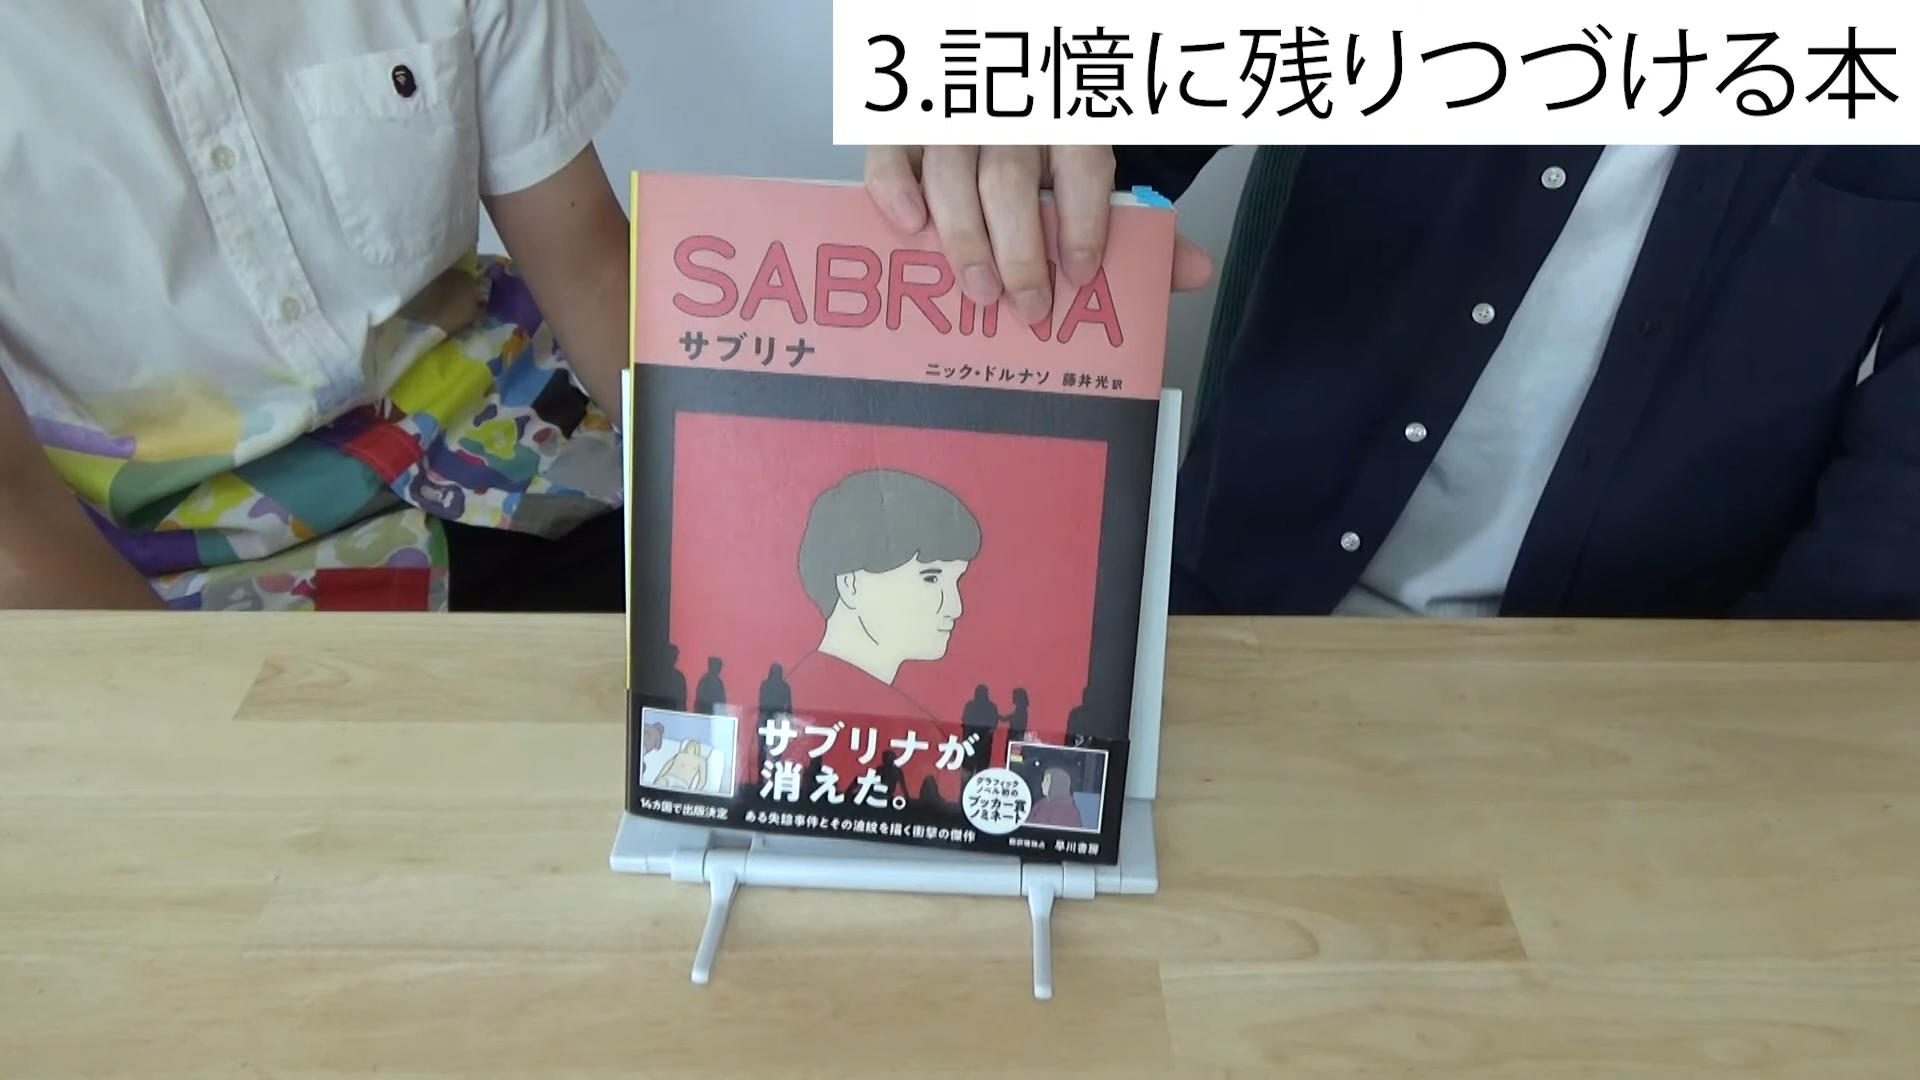 3.記憶に残りつづける本
SABRINA
サブリナ
ニック・ドルナソ 藤井光訳
サブリナが
消えた。
グラフィック
ノベル初の
ブッカー賞
ノミネート
14カ国で出版決定
ある失踪事件とその波紋を描く衝撃の傑作
早川書房